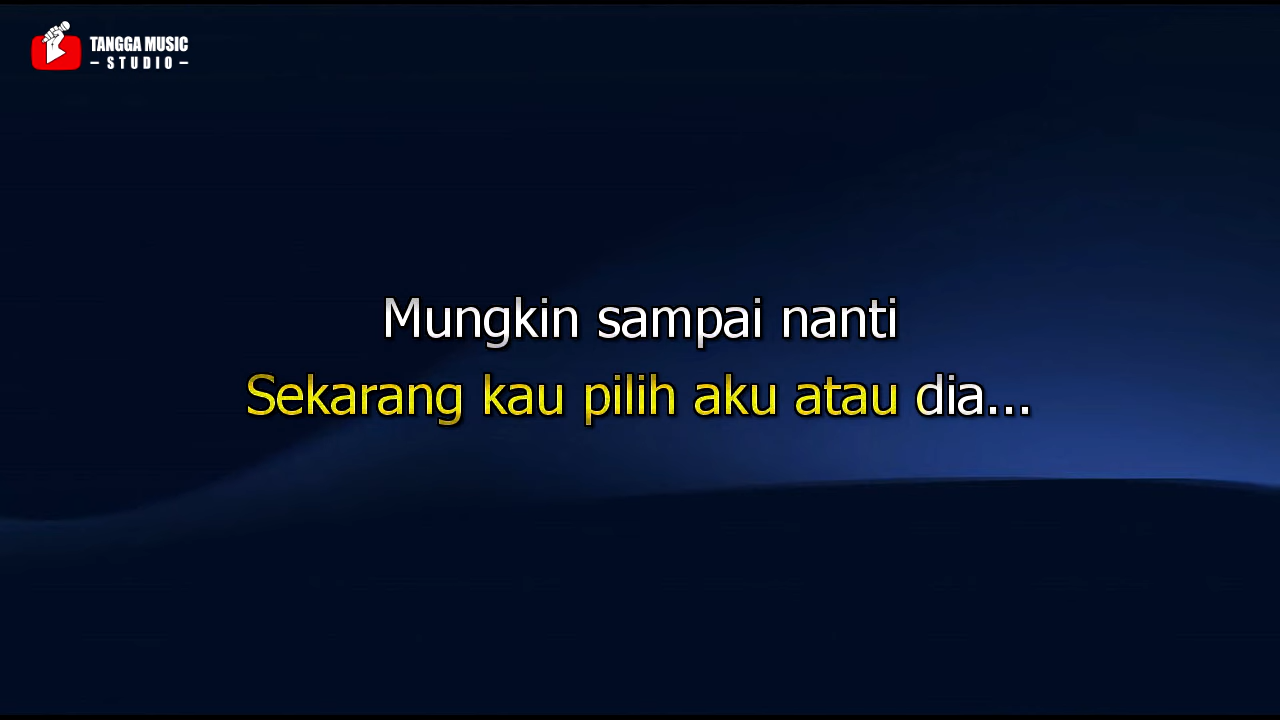 TANGGA MUSIC
– STUDIO –
Mungkin sampai nanti
Sekarang kau pilih aku atau dia...